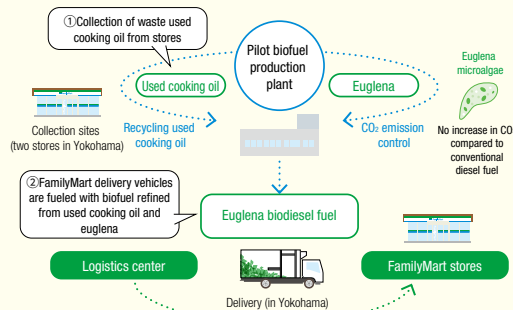 ①Collection of waste used
cooking oil from stores
Pilot biofuel
production
plant
Used cooking oil
Euglena
Euglena
microalgae
Collection sites
(two stores in Yokohama)
Recycling used
cooking oil
CO₂ emission
control
No increase in CO
compared to
conventional
diesel fuel
②FamilyMart delivery vehicles
are fueled with biofuel refined
from used cooking oil and
euglena
Euglena biodiesel fuel
Logistics center
FamilyMart stores
Delivery (in Yokohama)